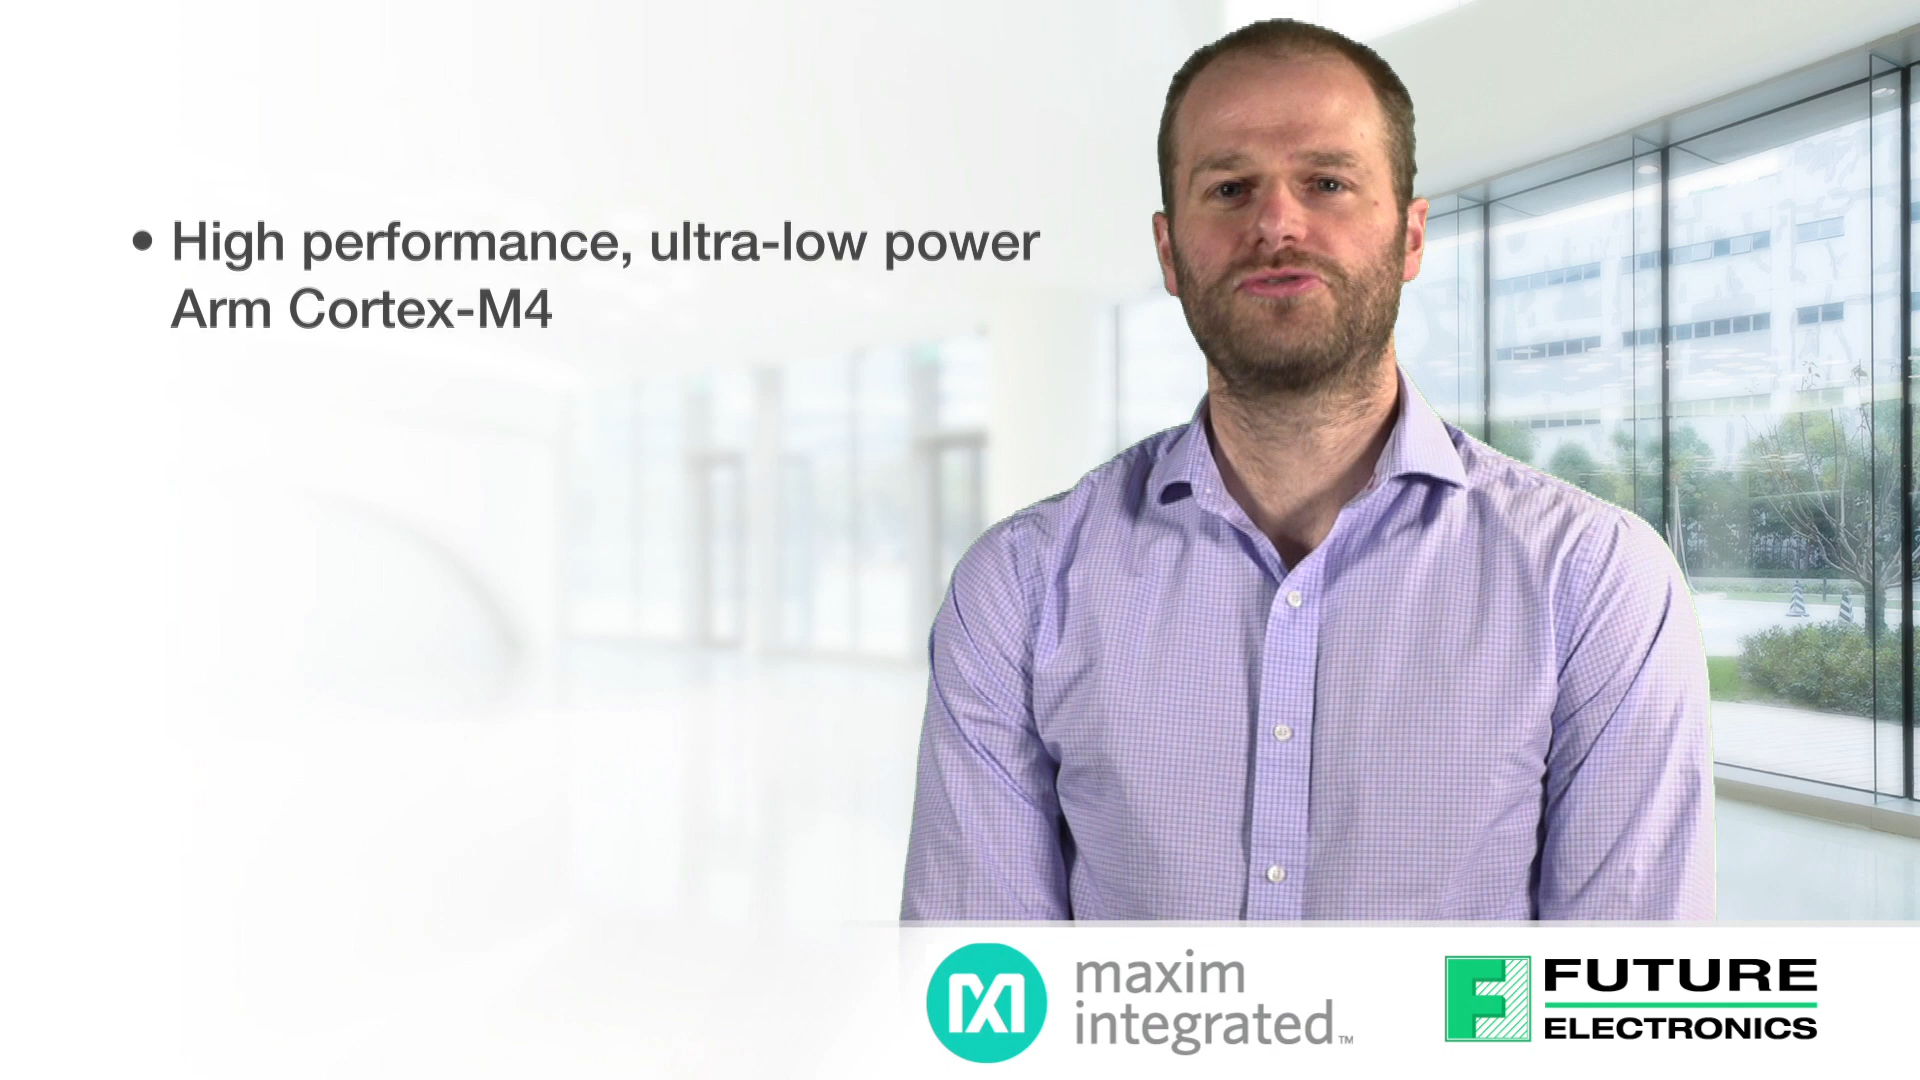 • High performance, ultra-low power
Arm Cortex-M4
maxim
integrated™
FUTURE
ELECTRONICS